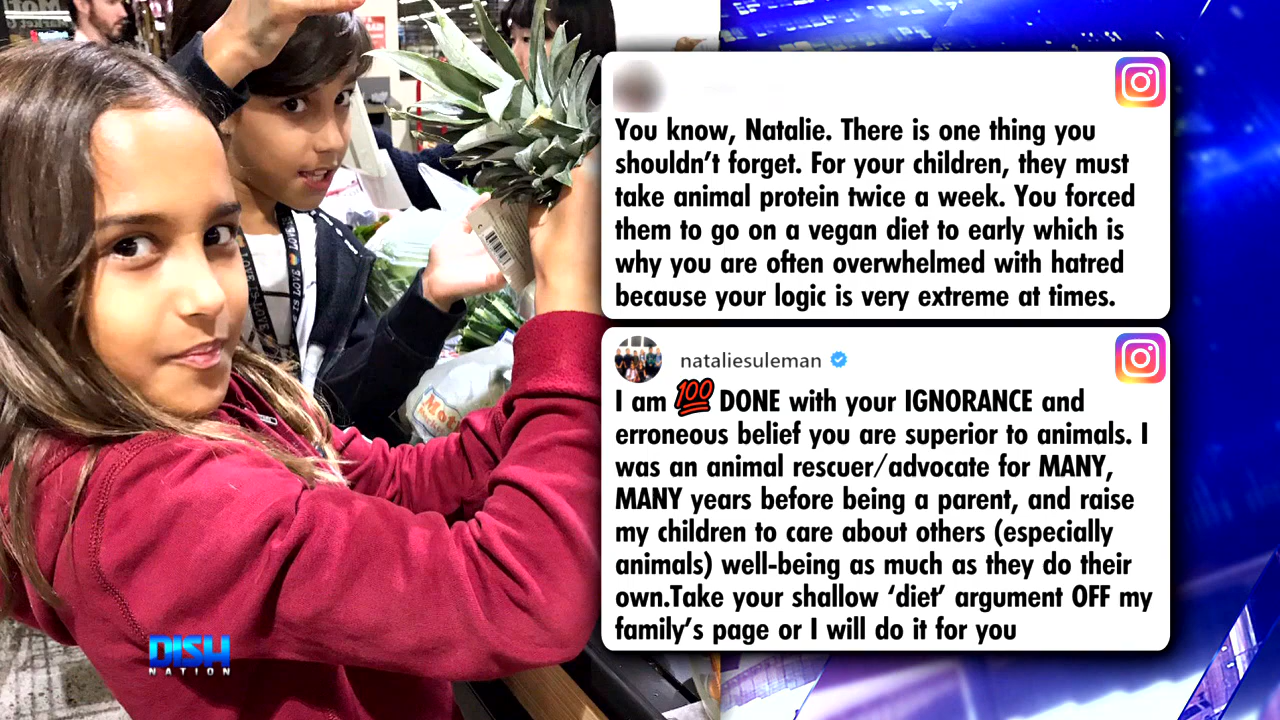 You know, Natalie. There is one thing you
shouldn't forget. For your children, they must
take animal protein twice a week. You forced
them to go on a vegan diet to early which is
why you are often overwhelmed with hatred
because your logic is very extreme at times.
nataliesuleman
I am 💯 DONE with your IGNORANCE and
erroneous belief you are superior to animals. I
was an animal rescuer/advocate for MANY,
MANY years before being a parent, and raise
my children to care about others (especially
animals) well-being as much as they do their
own.Take your shallow ‘diet’ argument OFF my
family's page or I will do it for you
DISH
NATION
IS LOVE
LOVE IS LOVE